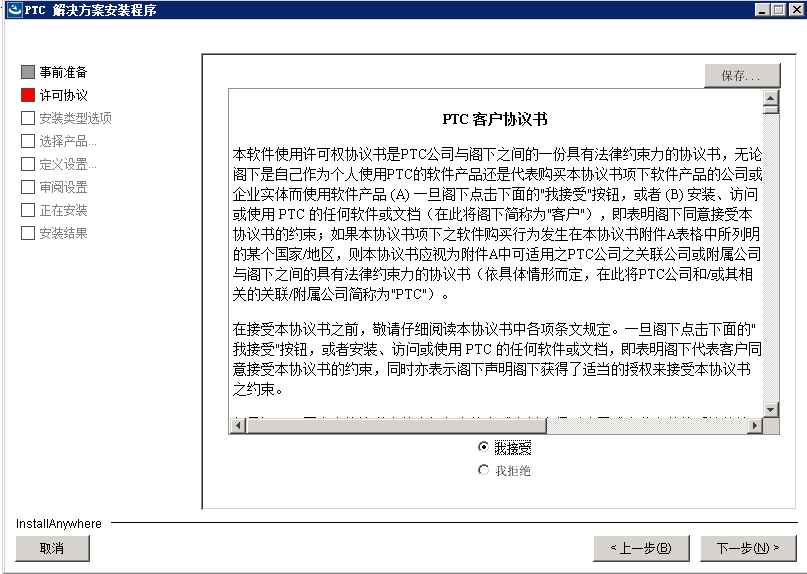 PTC 解决方案安装程序
事前准备
许可协议
安装类型选项
选择产品...
定义设置...
审阅设置
正在安装
安装结果
保存...
PTC 客户协议书
本软件使用许可权协议书是PTC公司与阁下之间的一份具有法律约束力的协议书，无论
阁下是自己作为个人使用PTC的软件产品还是代表购买本协议书项下软件产品的公司或
企业实体而使用软件产品 (A) 一旦阁下点击下面的"我接受"按钮，或者 (B) 安装、访问
或使用 PTC 的任何软件或文档（在此将阁下简称为"客户"），即表明阁下同意接受本
协议书的约束；如果本协议书项下之软件购买行为发生在本协议书附件A表格中所列明
的某个国家/地区，则本协议书应视为附件A中可适用之PTC公司之关联公司或附属公司
与阁下之间的具有法律约束力的协议书（依具体情形而定，在此将PTC公司和/或其相
关的关联/附属公司简称为"PTC"）。
在接受本协议书之前，敬请仔细阅读本协议书中各项条文规定。一旦阁下点击下面的"
我接受"按钮，或者安装、访问或使用 PTC 的任何软件或文档，即表明阁下代表客户同
意接受本协议书的约束，同时亦表示阁下声明阁下获得了适当的授权来接受本协议书
之约束。
我接受
我拒绝
InstallAnywhere
取消
< 上一步(B)
下一步(N) >